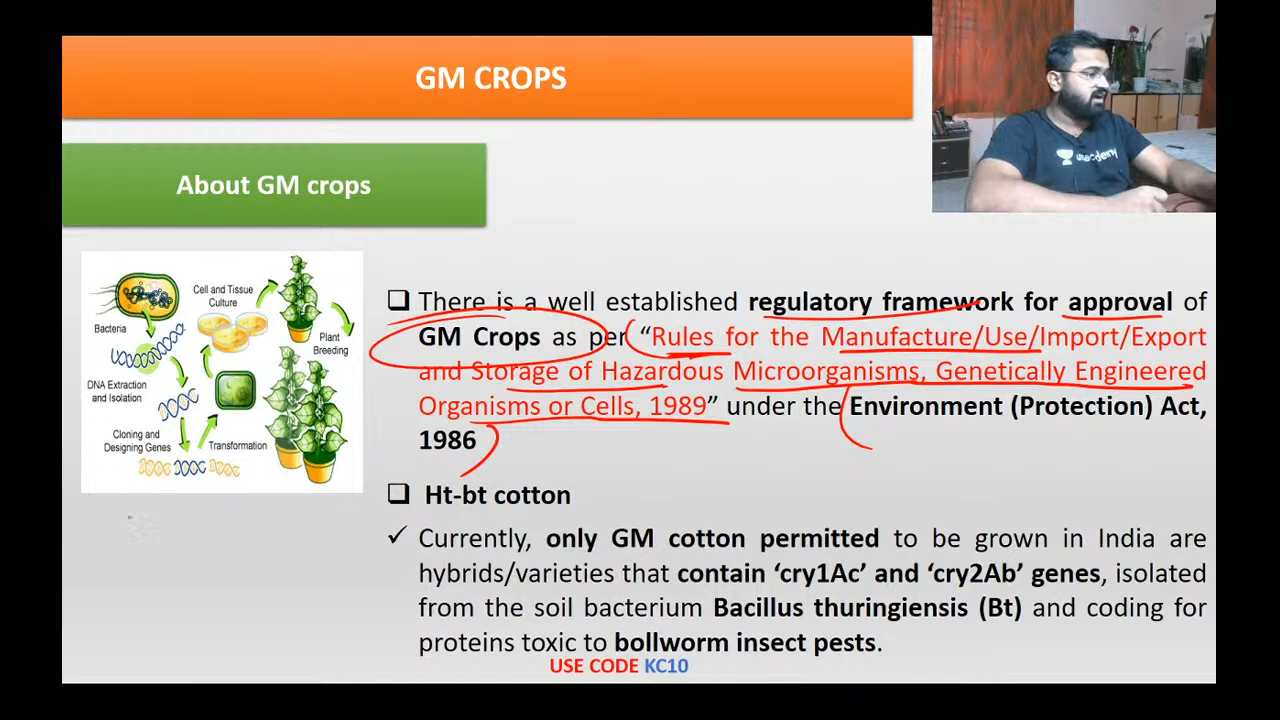 GM CROPS
About GM crops
unacademy
Cell and Tissue
Culture
Bacteria
Plant
Breeding
DNA Extraction
and Isolation
Cloning and
Designing Genes
Transformation
There is a well established regulatory framework for approval of
GM Crops as per “Rules for the Manufacture/Use/Import/Export
and Storage of Hazardous Microorganisms, Genetically Engineered
Organisms or Cells, 1989” under the Environment (Protection) Act,
1986
Ht-bt cotton
Currently, only GM cotton permitted to be grown in India are
hybrids/varieties that contain ‘cry1Ac’ and ‘cry2Ab’ genes, isolated
from the soil bacterium Bacillus thuringiensis (Bt) and coding for
proteins toxic to bollworm insect pests.
USE CODE KC10